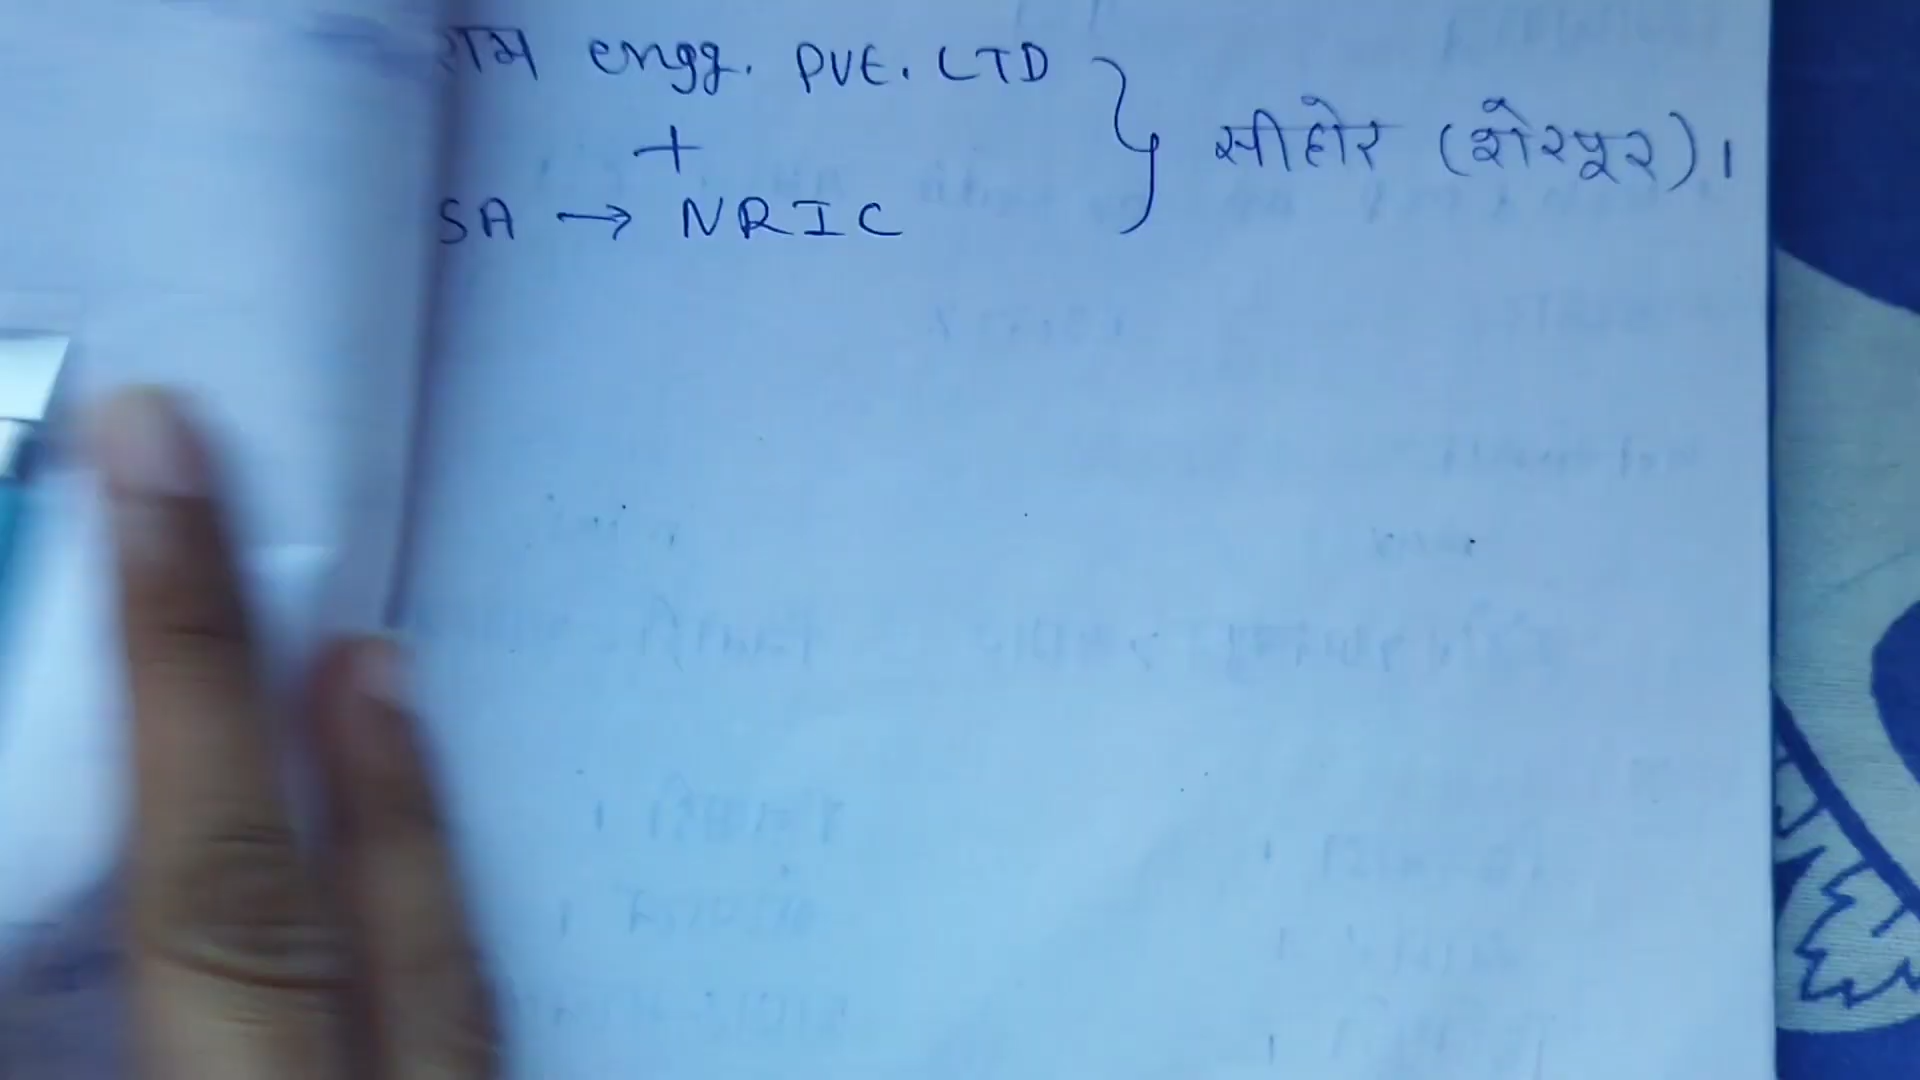 राम engg. PVt. LTD
+
SA → NRIC
सीहोर (शेरपूर)।